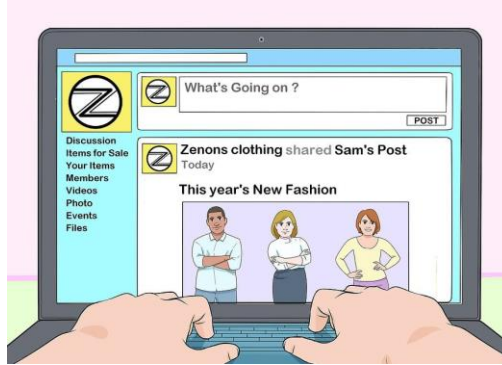 What's Going on ?
POST
Discussion
Items for Sale
Your Items
Members
Videos
Photo
Events
Files
Zenons clothing shared Sam's Post
Today
This year's New Fashion